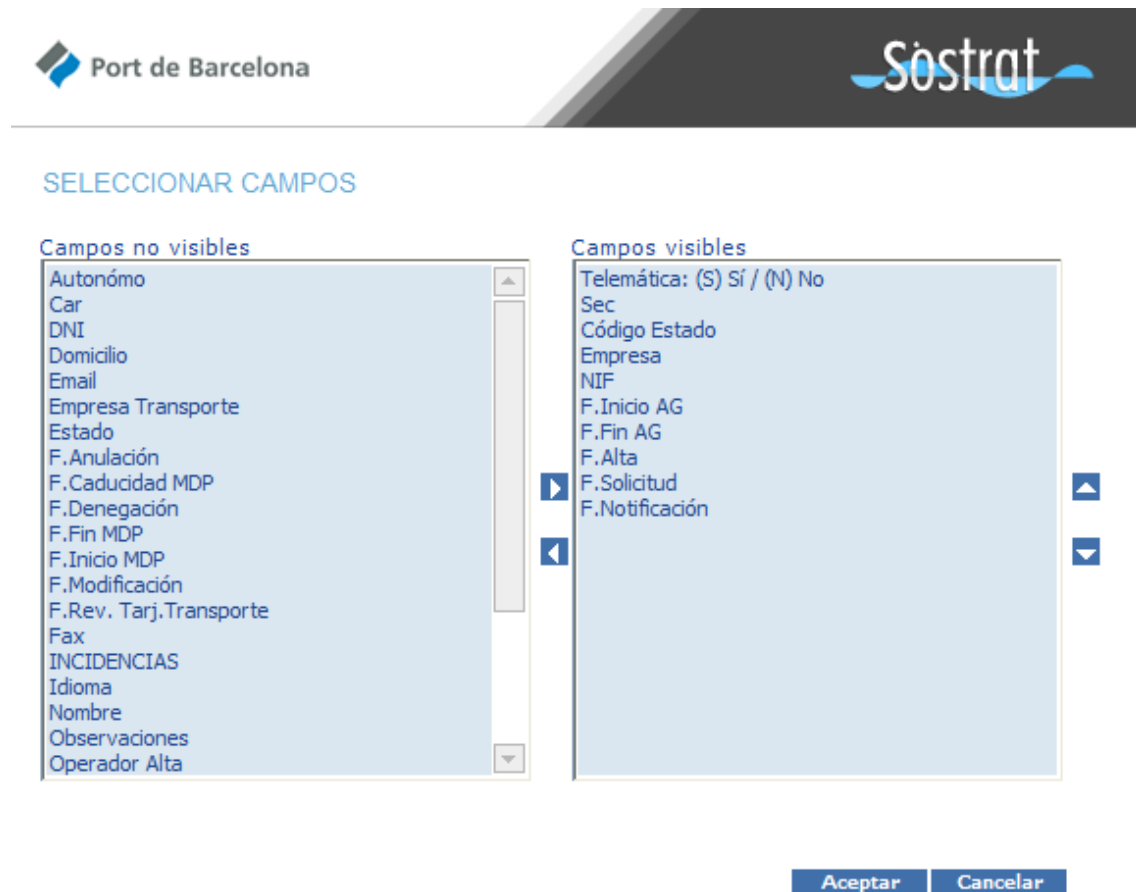 Port de Barcelona
Sòstrat
SELECCIONAR CAMPOS
Campos no visibles
Autonómo
Car
DNI
Domicilio
Email
Empresa Transporte
Estado
F.Anulación
F.Caducidad MDP
F.Denegación
F.Fin MDP
F.Inicio MDP
F.Modificación
F.Rev. Tarj.Transporte
Fax
INCIDENCIAS
Idioma
Nombre
Observaciones
Operador Alta
Campos visibles
Telemática: (S) Sí / (N) No
Sec
Código Estado
Empresa
NIF
F.Inicio AG
F.Fin AG
F.Alta
F.Solicitud
F.Notificación
Aceptar
Cancelar